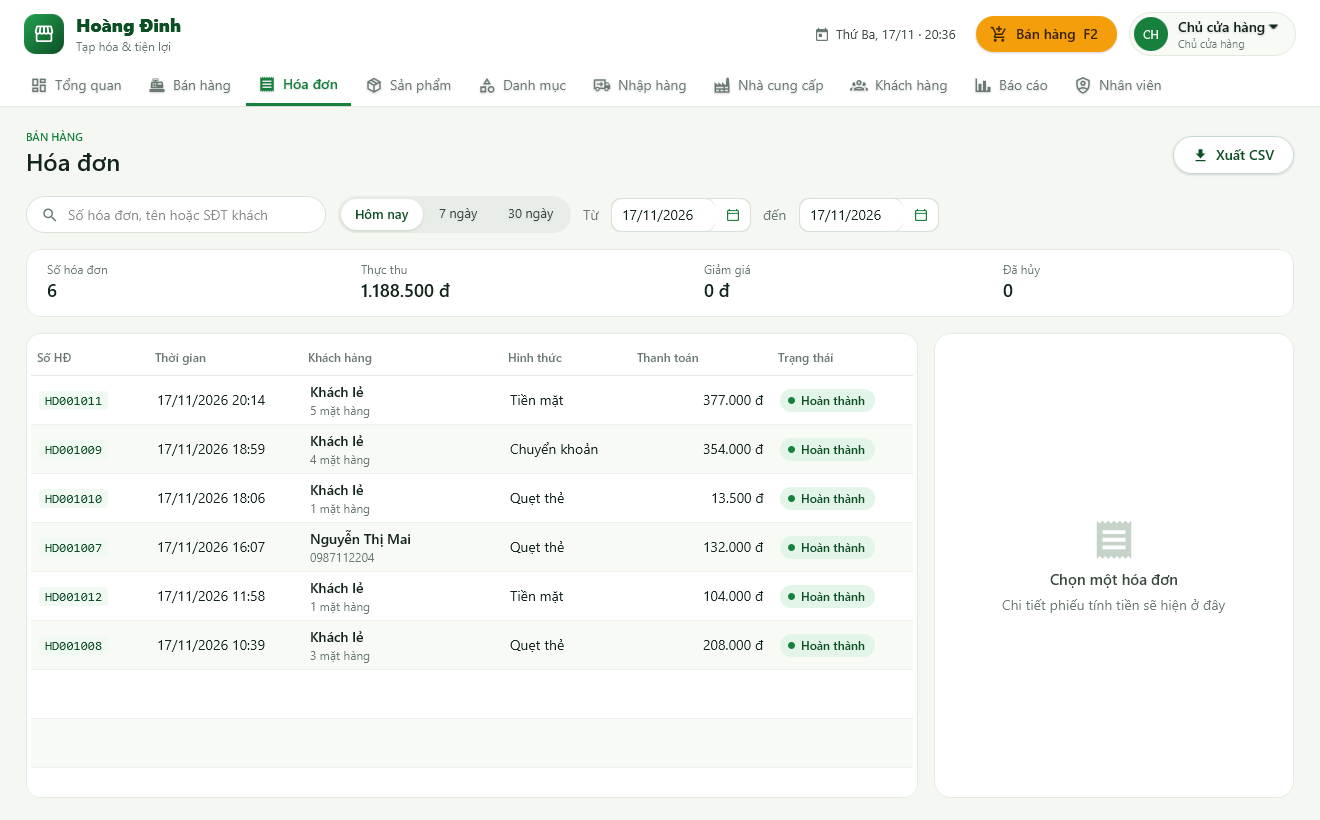 Hoàng Đinh
Tạp hóa & tiện lợi
Thứ Ba, 17/11 · 20:36
Bán hàng F2
CH
Chủ cửa hàng
Chủ cửa hàng
Tổng quan
Bán hàng
Hóa đơn
Sản phẩm
Danh mục
Nhập hàng
Nhà cung cấp
Khách hàng
Báo cáo
Nhân viên
BÁN HÀNG
Hóa đơn
Xuất CSV
Số hóa đơn, tên hoặc SĐT khách
Hôm nay
7 ngày
30 ngày
Từ
17/11/2026
đến
17/11/2026
Số hóa đơn
6
Thực thu
1.188.500 đ
Giảm giá
0 đ
Đã hủy
0
Số HĐ Thời gian Khách hàng Hình thức Thanh toán Trạng thái
HD001011 17/11/2026 20:14 Khách lẻ Tiền mặt 377.000 đ Hoàn thành
5 mặt hàng
HD001009 17/11/2026 18:59 Khách lẻ Chuyển khoản 354.000 đ Hoàn thành
4 mặt hàng
HD001010 17/11/2026 18:06 Khách lẻ Quẹt thẻ 13.500 đ Hoàn thành
1 mặt hàng
HD001007 17/11/2026 16:07 Nguyễn Thị Mai Quẹt thẻ 132.000 đ Hoàn thành
0987112204
HD001012 17/11/2026 11:58 Khách lẻ Tiền mặt 104.000 đ Hoàn thành
1 mặt hàng
HD001008 17/11/2026 10:39 Khách lẻ Quẹt thẻ 208.000 đ Hoàn thành
3 mặt hàng
Chọn một hóa đơn
Chi tiết phiếu tính tiền sẽ hiện ở đây